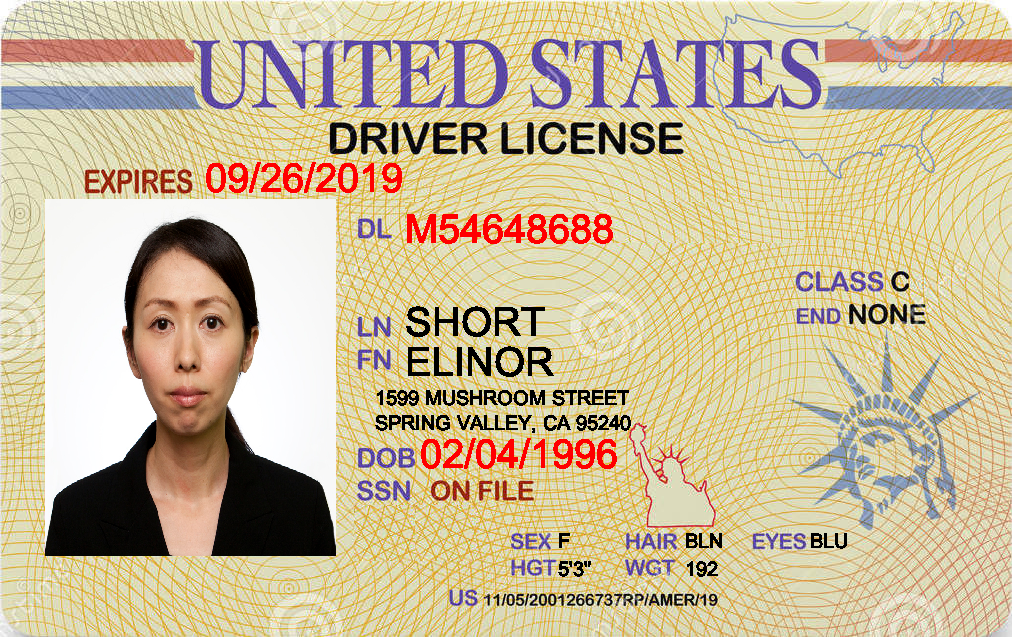 UNITED STATES
DRIVER LICENSE
EXPIRES 09/26/2019
DL M54648688
CLASS C
END NONE
LN SHORT
FN ELINOR
1599 MUSHROOM STREET
SPRING VALLEY, CA 95240
DOB 02/04/1996
SSN ON FILE
SEX F HAIR BLN EYES BLU
HGT 5'3" WGT 192
US 11/05/2001266737RP/AMER/19